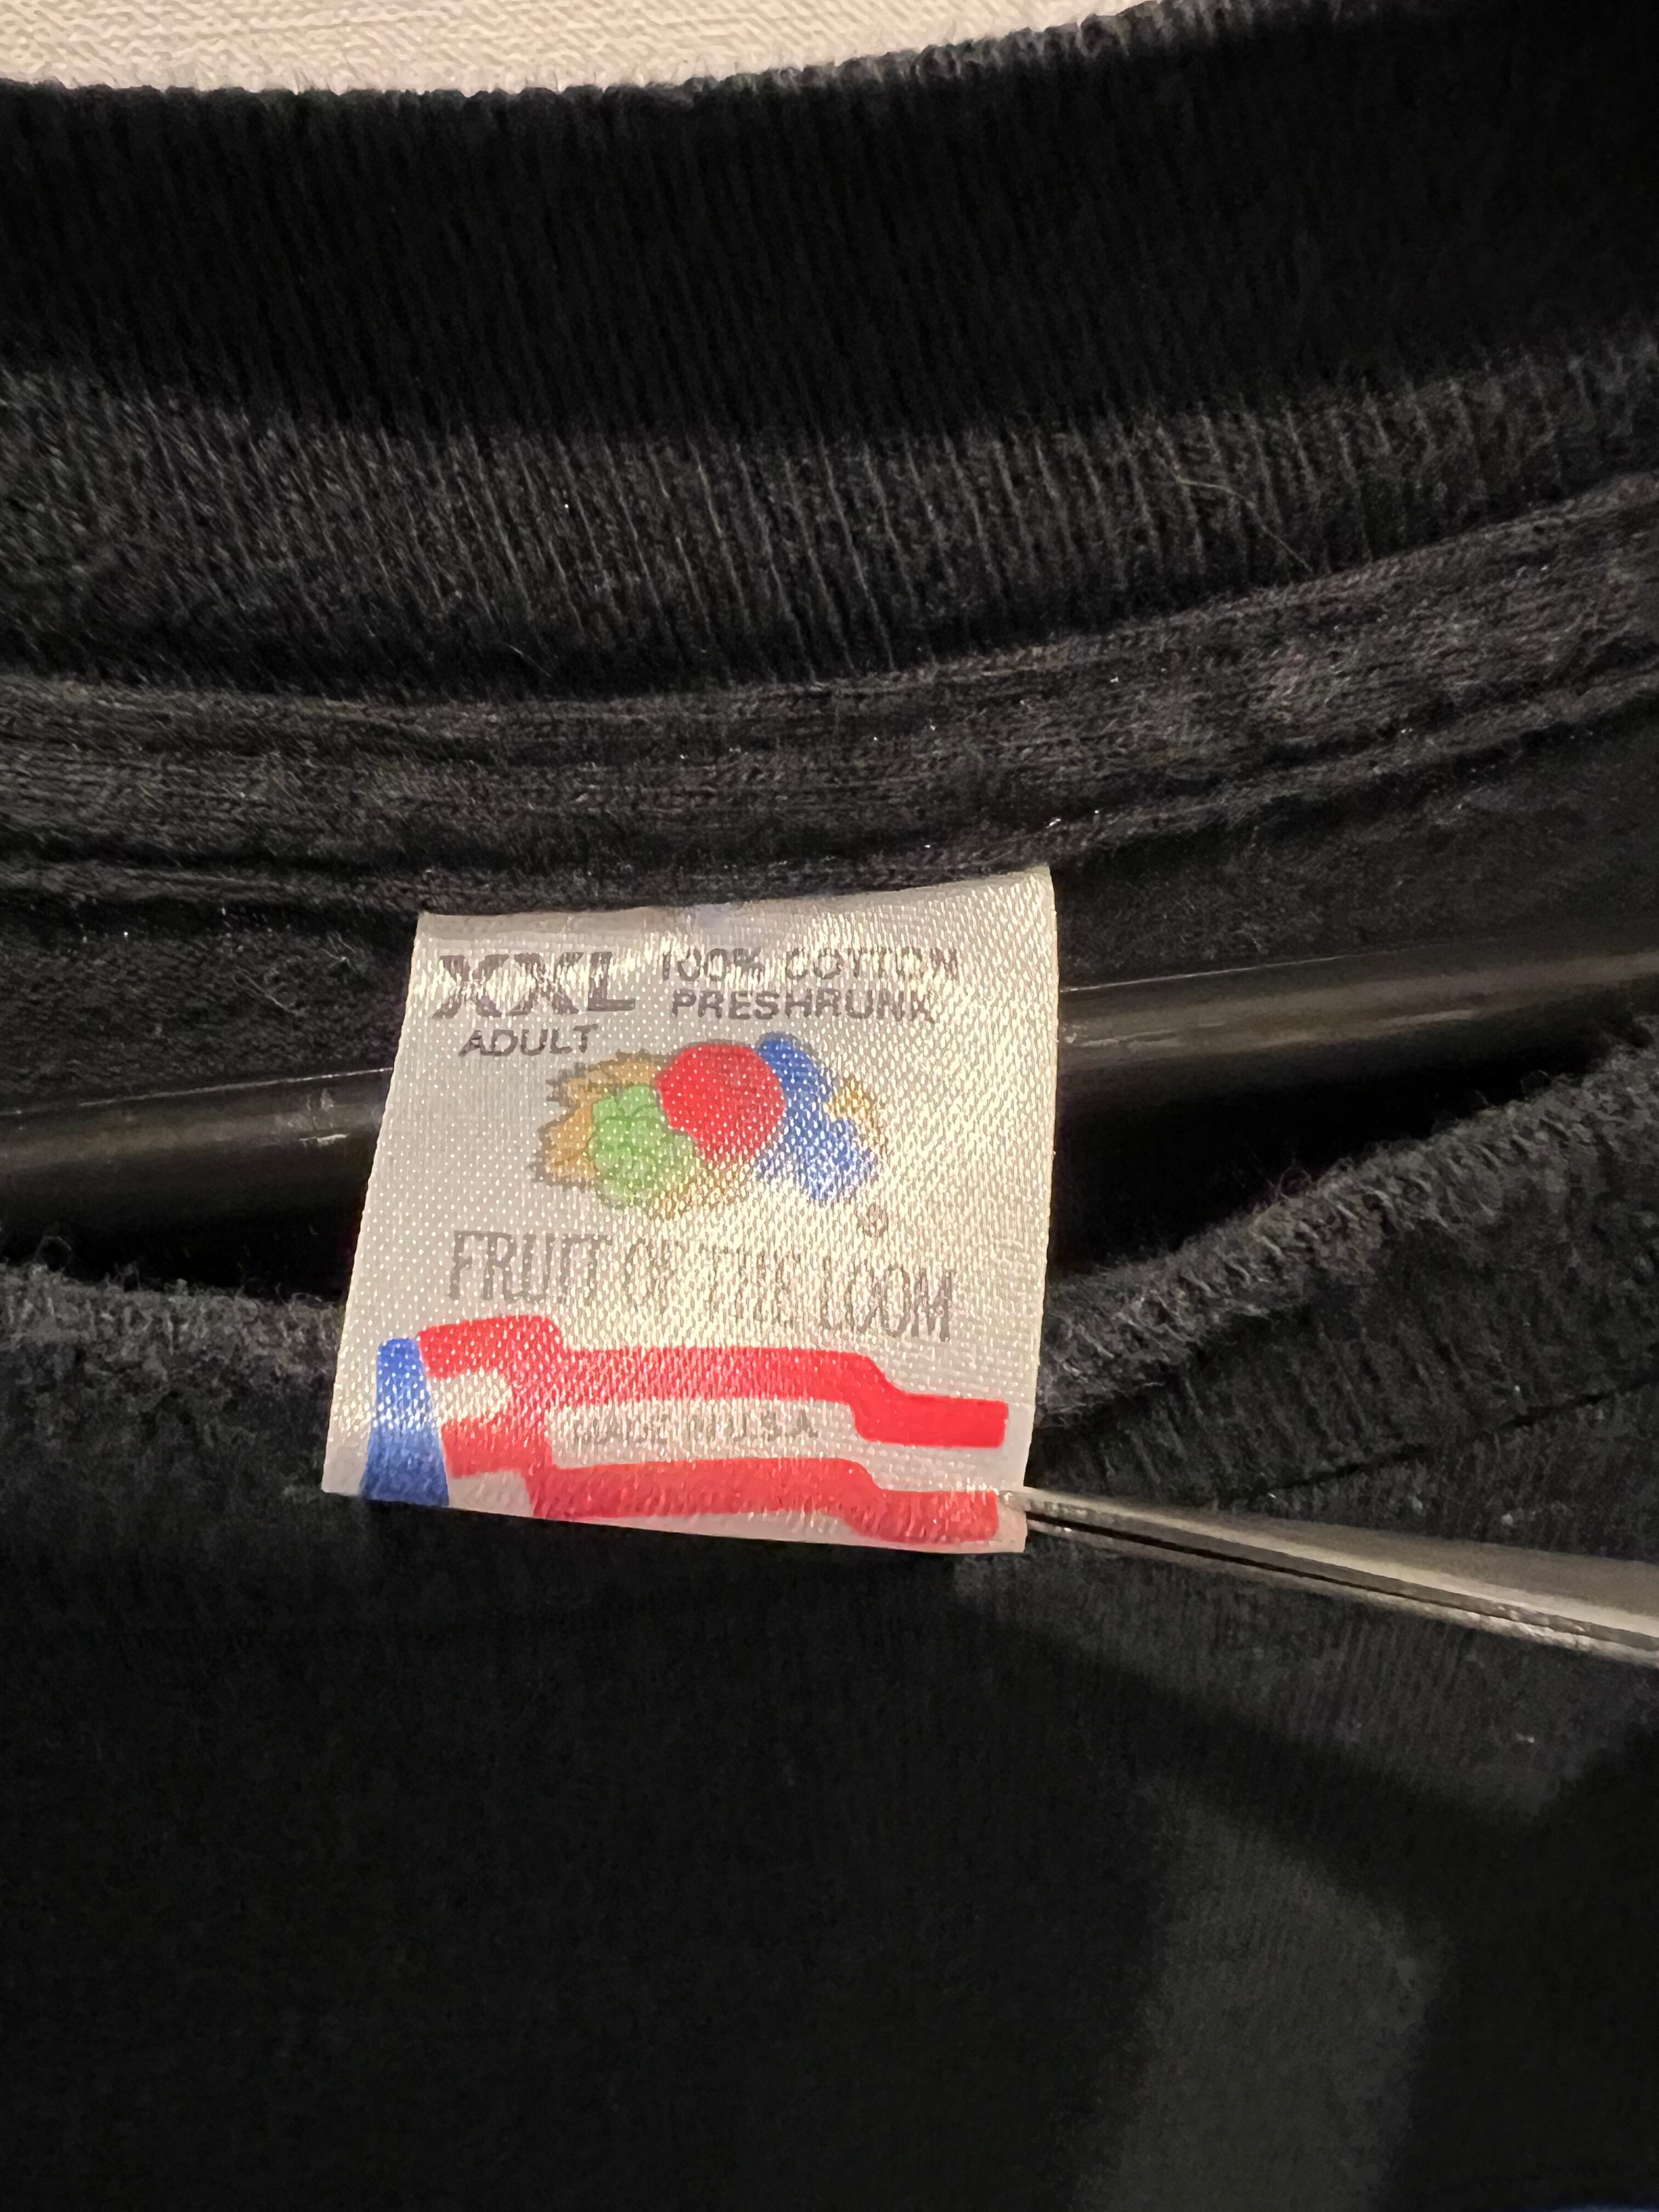 XXL 100% COTTON
ADULT PRESHRUNK
®
FRUIT OF THE LOOM
MADE IN U.S.A